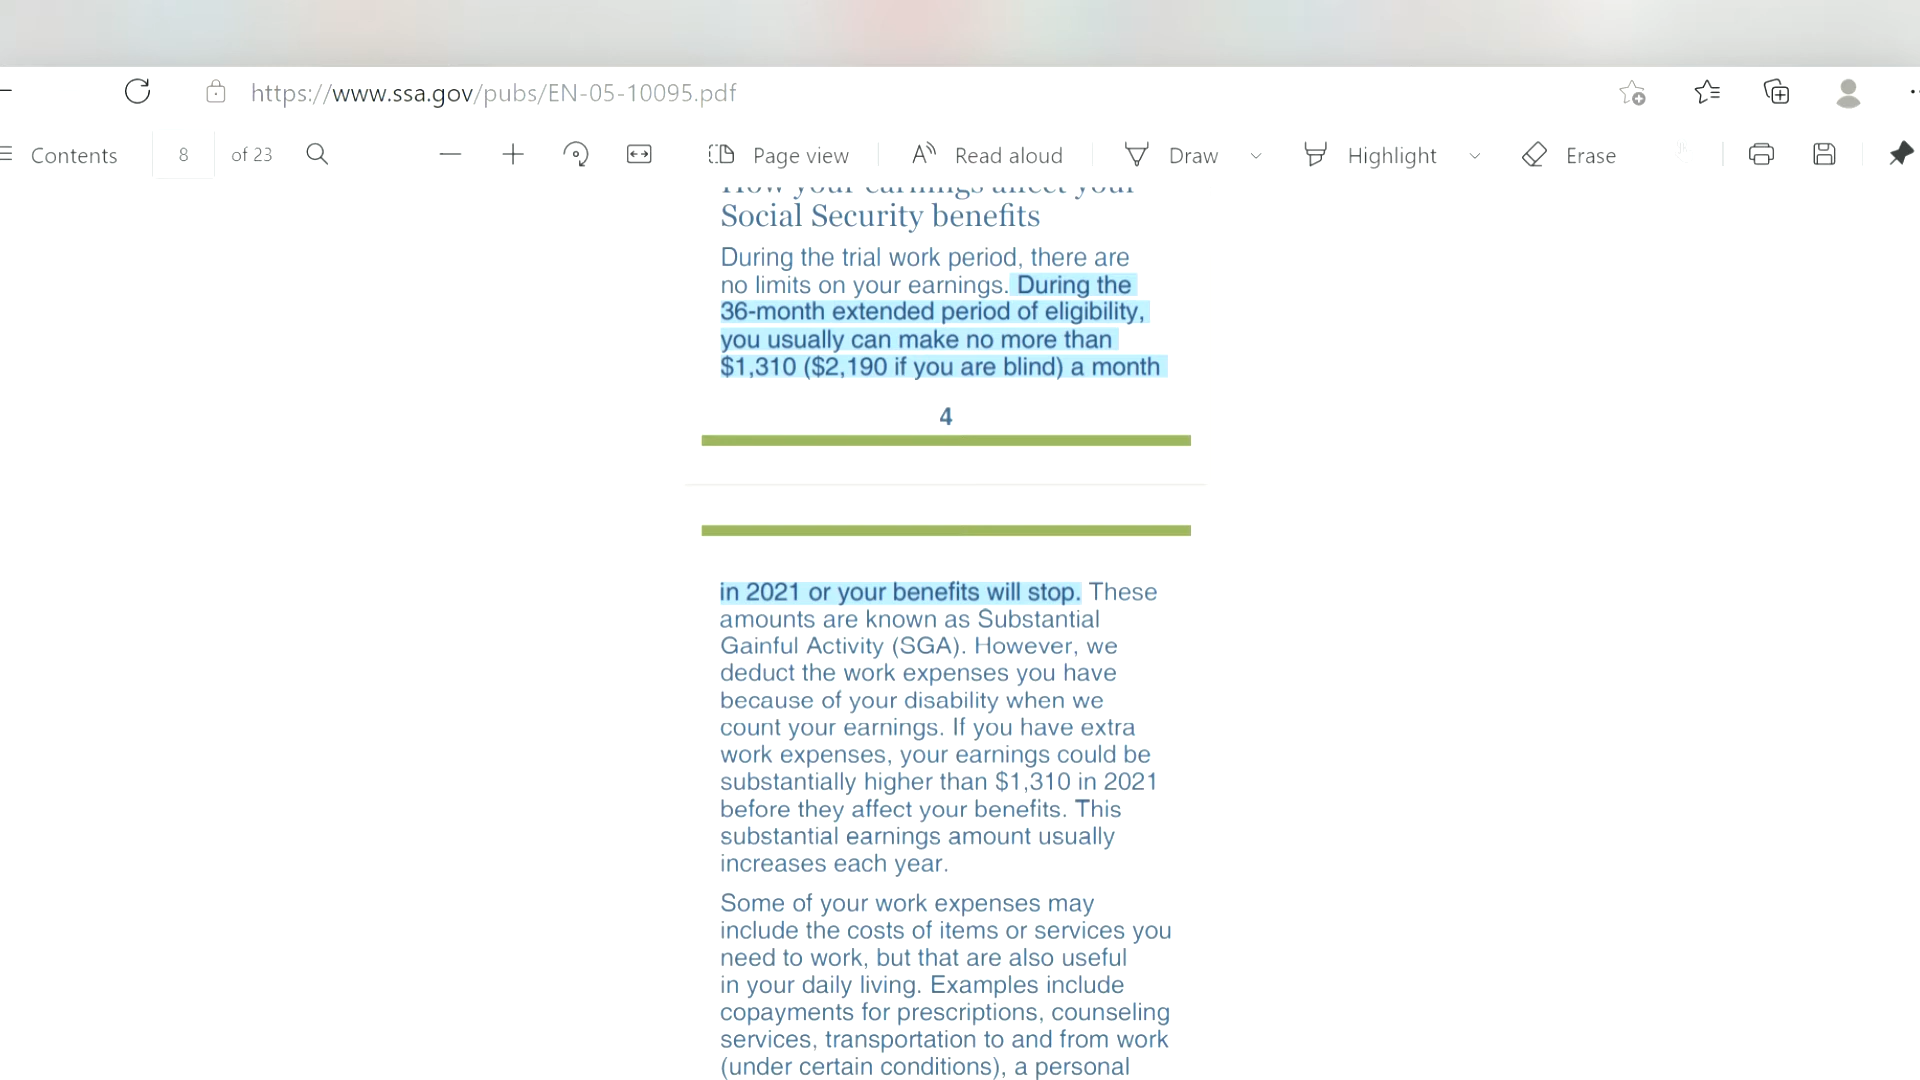 https://www.ssa.gov/pubs/EN-05-10095.pdf
Contents 8 of 23 Page view Read aloud Draw Highlight Erase
How your earnings affect your
Social Security benefits
During the trial work period, there are
no limits on your earnings. During the
36-month extended period of eligibility,
you usually can make no more than
$1,310 ($2,190 if you are blind) a month
4
in 2021 or your benefits will stop. These
amounts are known as Substantial
Gainful Activity (SGA). However, we
deduct the work expenses you have
because of your disability when we
count your earnings. If you have extra
work expenses, your earnings could be
substantially higher than $1,310 in 2021
before they affect your benefits. This
substantial earnings amount usually
increases each year.
Some of your work expenses may
include the costs of items or services you
need to work, but that are also useful
in your daily living. Examples include
copayments for prescriptions, counseling
services, transportation to and from work
(under certain conditions), a personal